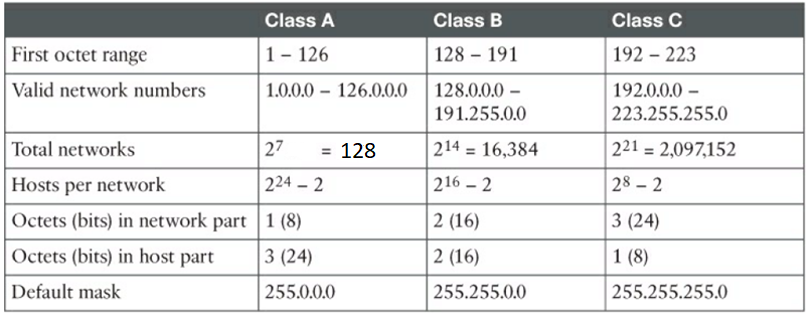 Class A Class B Class C
First octet range 1 – 126 128 – 191 192 – 223
Valid network numbers 1.0.0.0 – 126.0.0.0 128.0.0.0 – 192.0.0.0 –
191.255.0.0 223.255.255.0
Total networks 2⁷ = 128 2¹⁴ = 16,384 2²¹ = 2,097,152
Hosts per network 2²⁴ – 2 2¹⁶ – 2 2⁸ – 2
Octets (bits) in network part 1 (8) 2 (16) 3 (24)
Octets (bits) in host part 3 (24) 2 (16) 1 (8)
Default mask 255.0.0.0 255.255.0.0 255.255.255.0